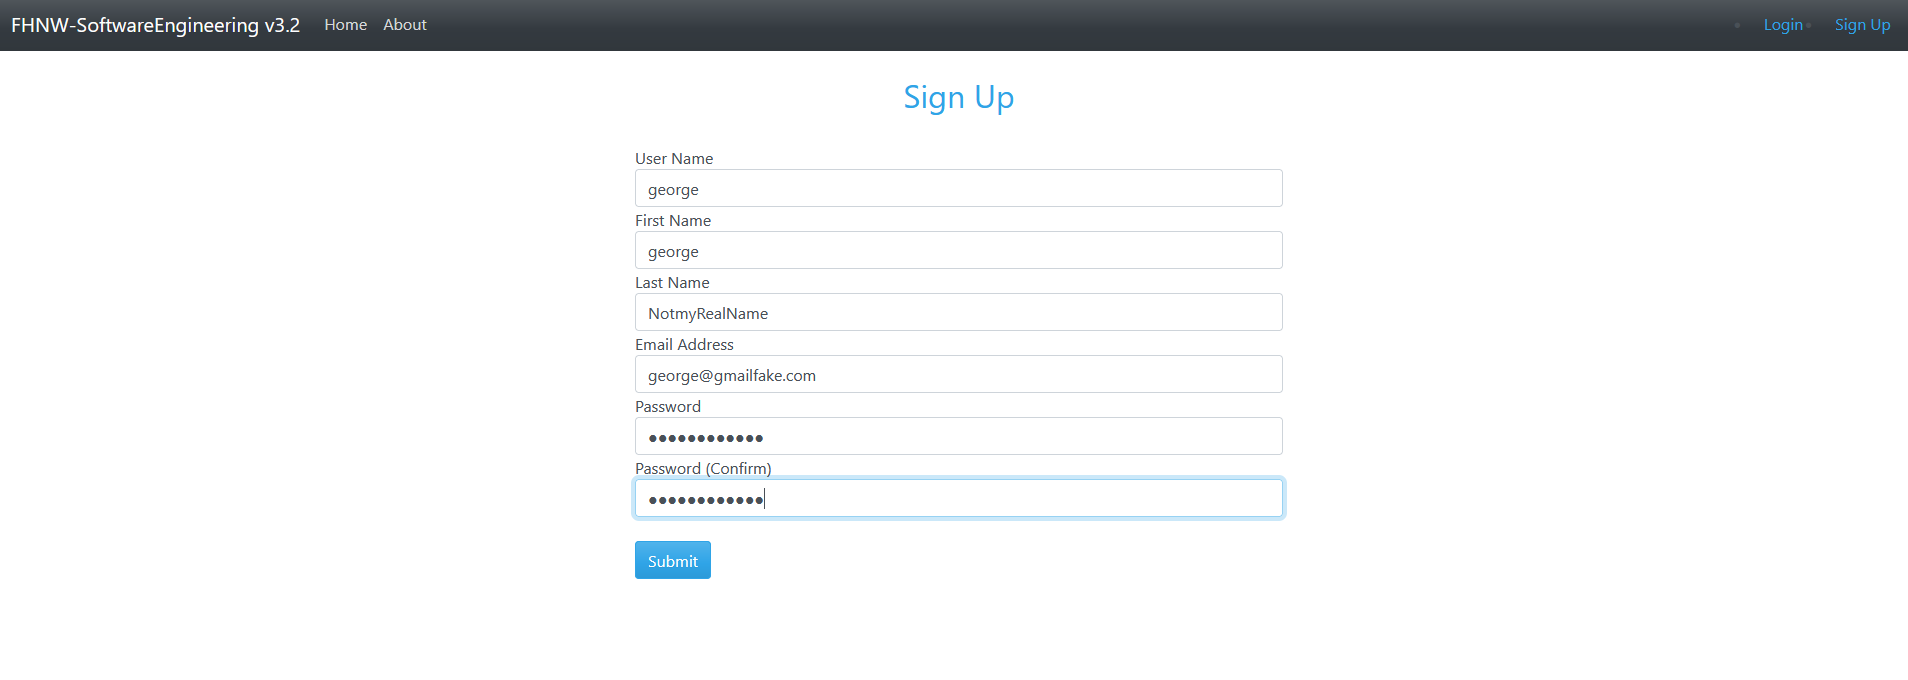 FHNW-SoftwareEngineering v3.2 Home About Login Sign Up
Sign Up
User Name
george
First Name
george
Last Name
NotmyRealName
Email Address
george@gmailfake.com
Password
●●●●●●●●●●●●
Password (Confirm)
●●●●●●●●●●●●
Submit